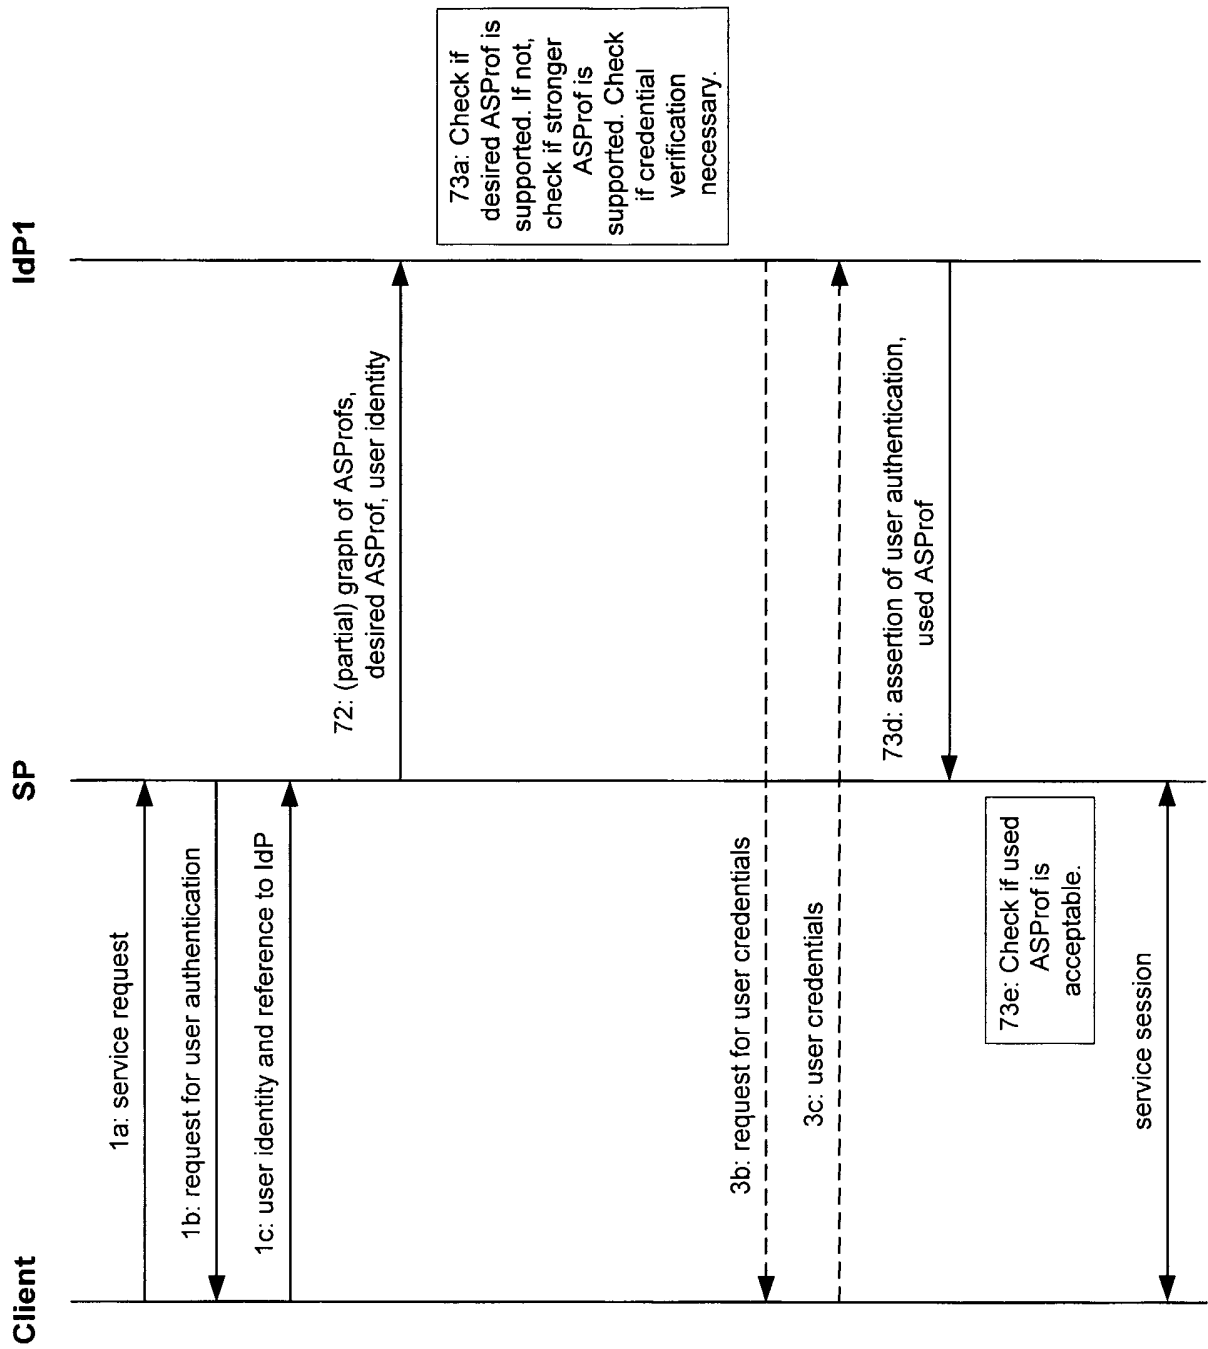 Client
SP
IdP1
1a: service request
1b: request for user authentication
1c: user identity and reference to IdP
72: (partial) graph of ASProfs,
desired ASProf, user identity
73a: Check if
desired ASProf is
supported. If not,
check if stronger
ASProf is
supported. Check
if credential
verification
necessary.
3b: request for user credentials
3c: user credentials
73d: assertion of user authentication,
used ASProf
73e: Check if used
ASProf is
acceptable.
service session